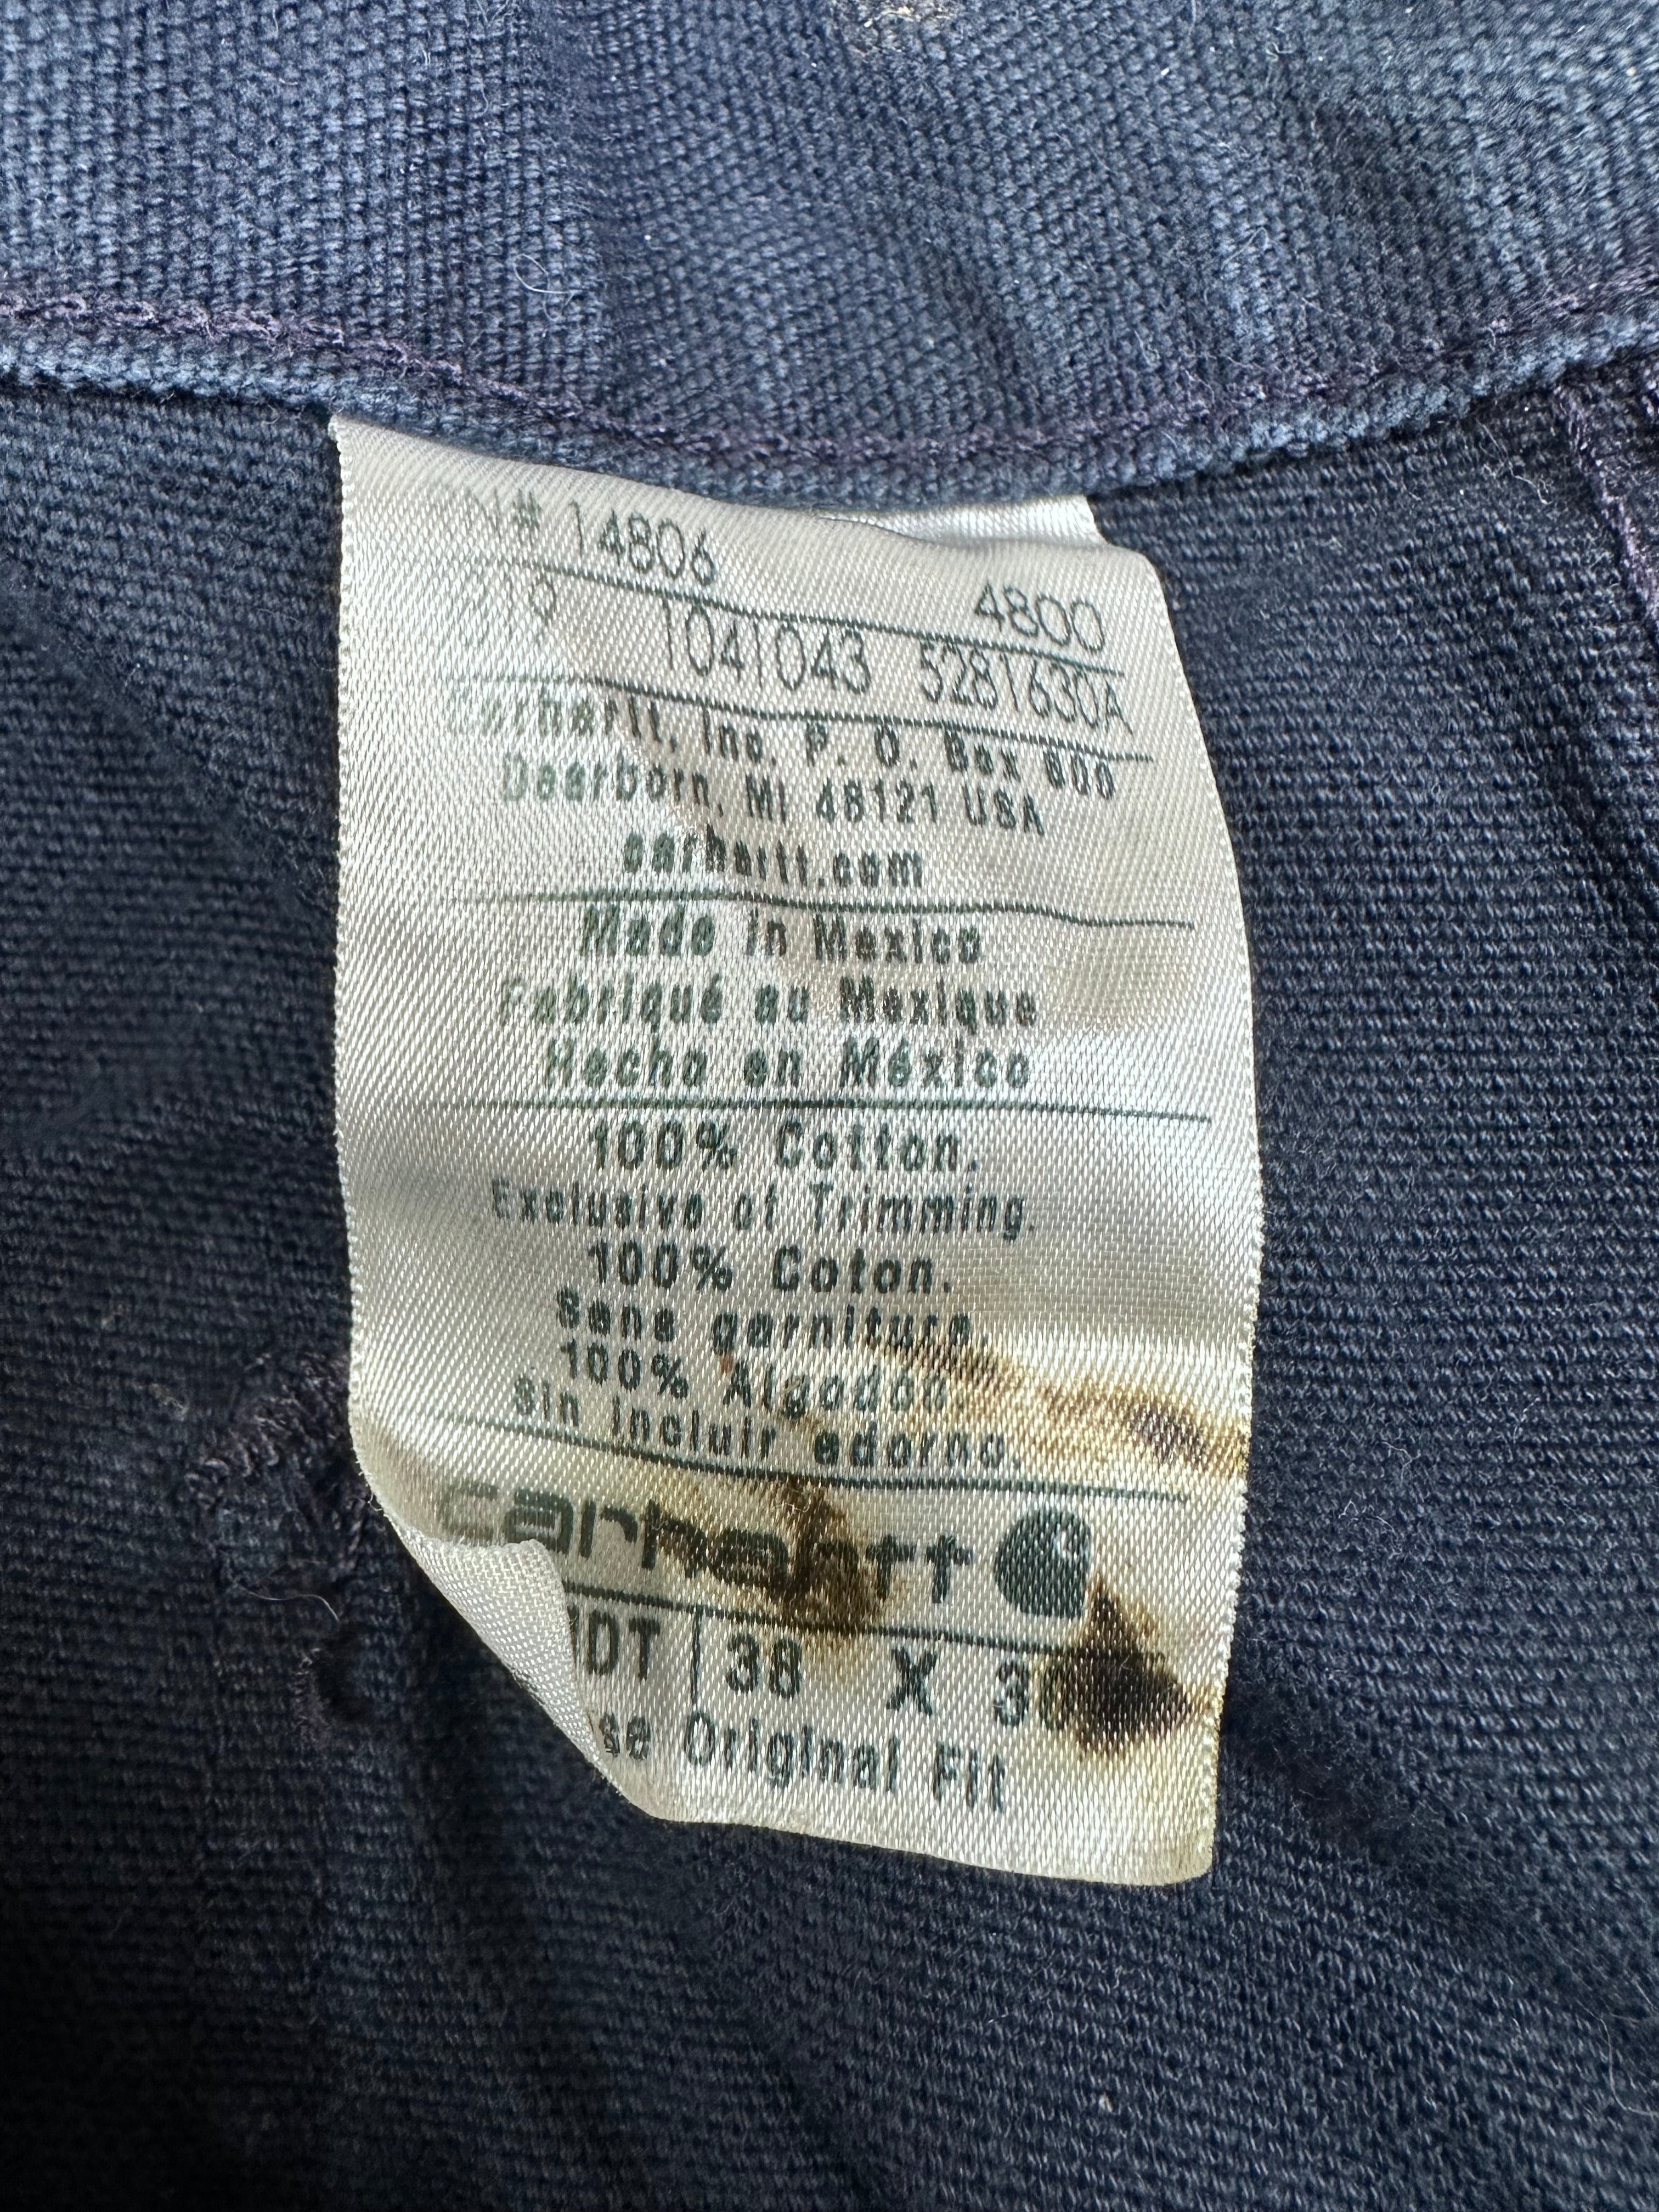 RN# 14806 4800
1041043 5281630A
Carhartt, Inc. P. O. Box 600
Dearborn, MI 48121 USA
carhartt.com
Made in Mexico
Fabriqué au Mexique
Hecho en México
100% Cotton.
Exclusive of Trimming.
100% Coton.
Sans garniture.
100% Algodon.
Sin incluir adorno.
carhartt
38 X
Original Fit